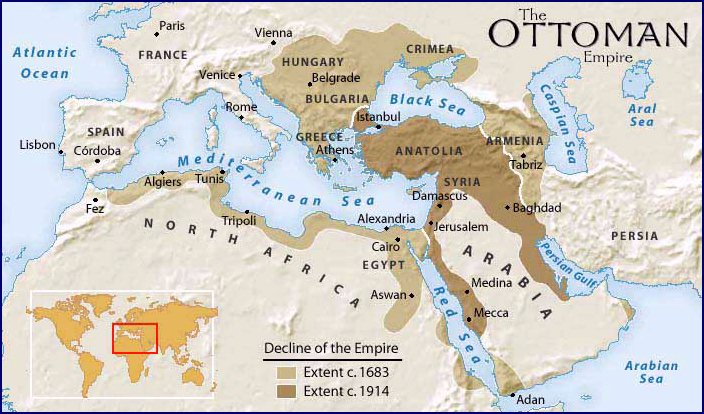 The
OTTOMAN
Empire
Atlantic
Ocean
Paris
FRANCE
Vienna
HUNGARY
CRIMEA
Venice
Belgrade
BULGARIA
Black Sea
Caspian Sea
Aral
Sea
Rome
Istanbul
SPAIN
Lisbon
Córdoba
GREECE
Athens
ANATOLIA
ARMENIA
Tabriz
Mediterranean Sea
Algiers
Tunis
SYRIA
Damascus
Baghdad
Fez
Tripoli
Alexandria
Jerusalem
PERSIA
NORTH AFRICA
Cairo
EGYPT
ARABIA
Persian Gulf
Aswan
Medina
Mecca
Red Sea
Decline of the Empire
Extent c. 1683
Extent c. 1914
Arabian
Sea
Adan